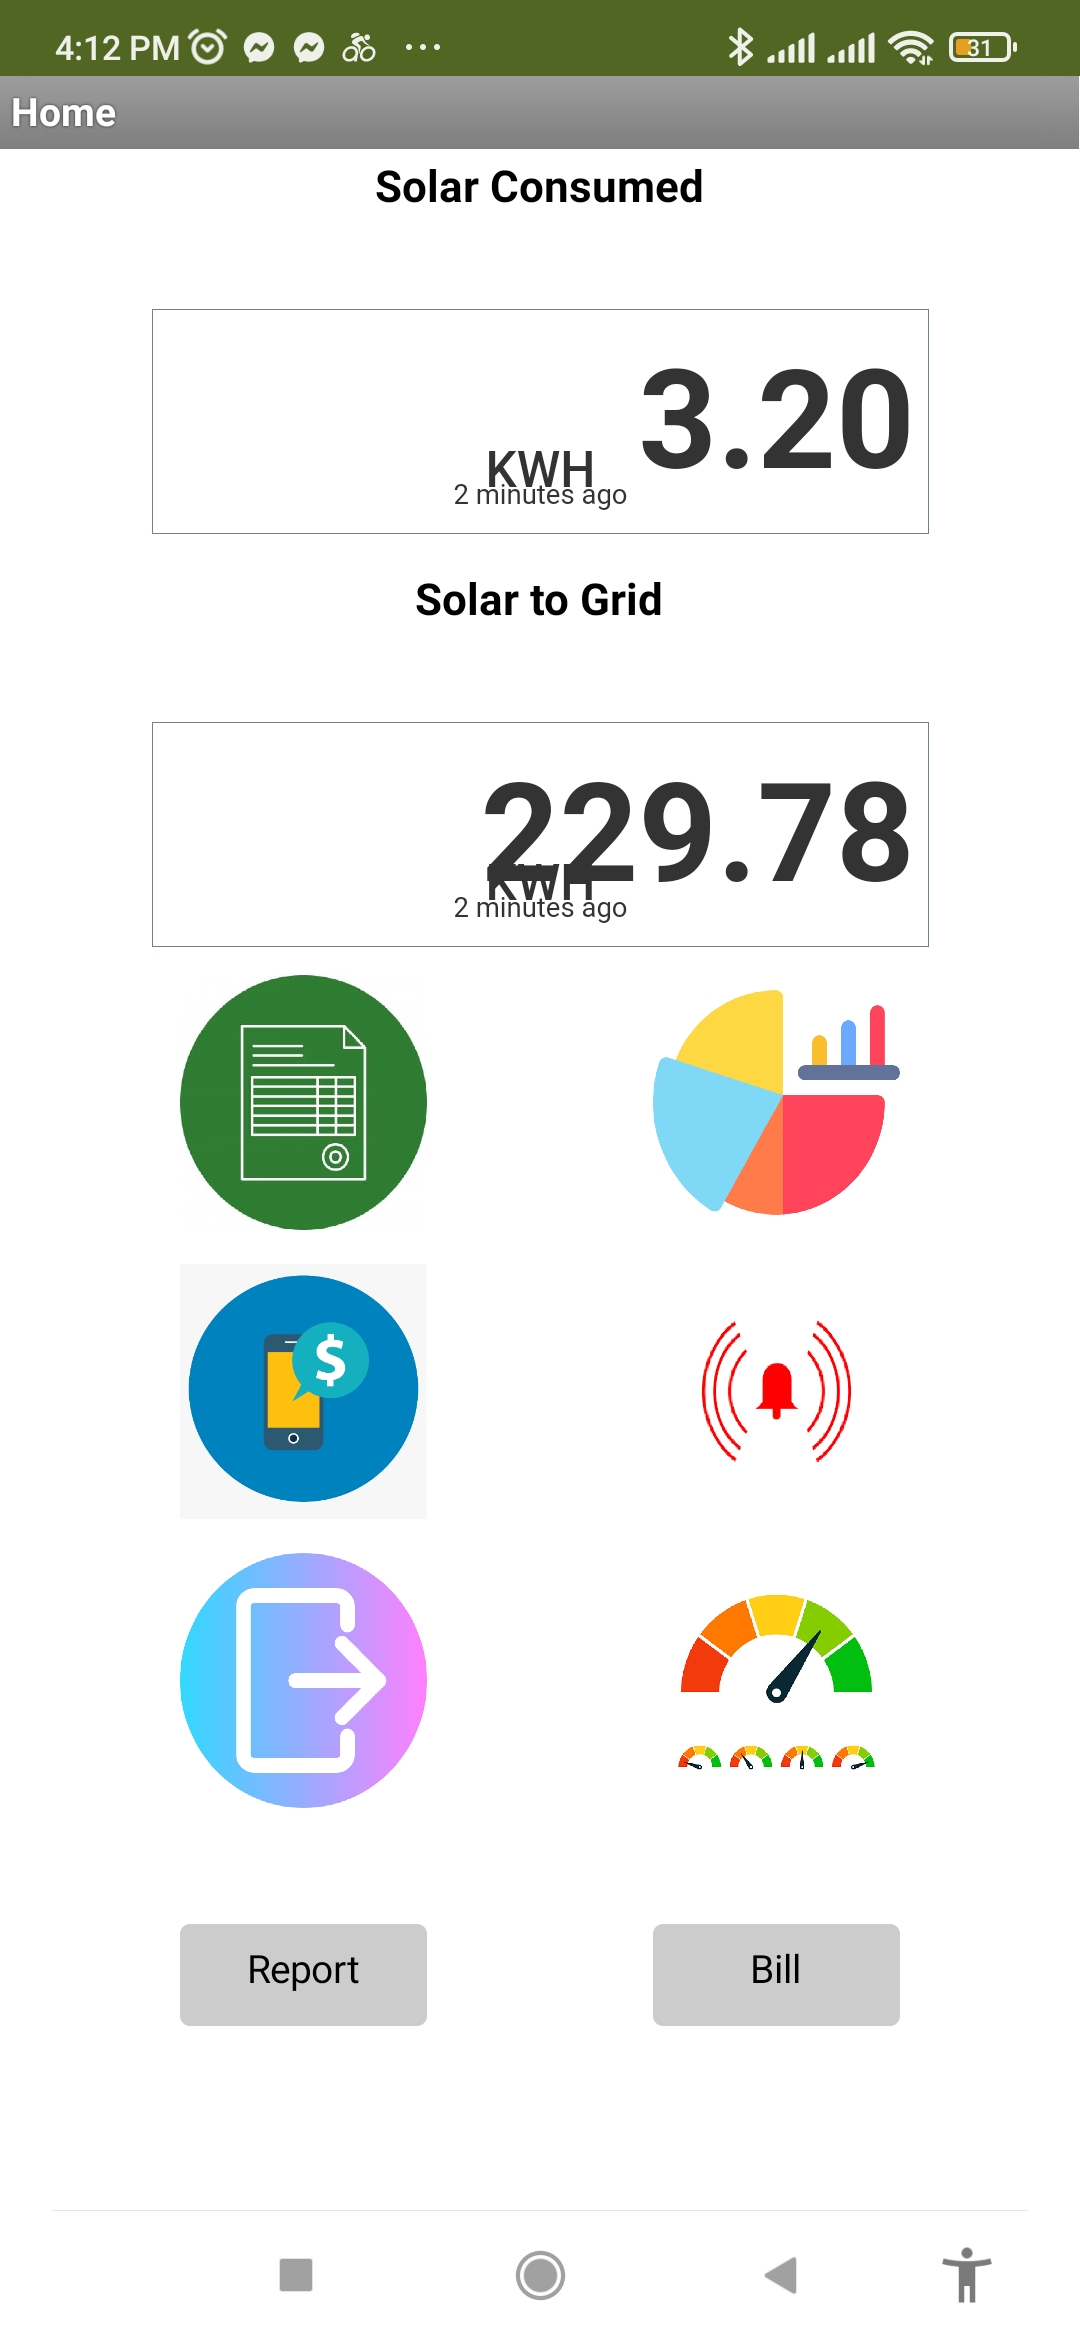 4:12 PM
31
Home
Solar Consumed
3.20
KWH
2 minutes ago
Solar to Grid
229.78
KWH
2 minutes ago
$
Report
Bill